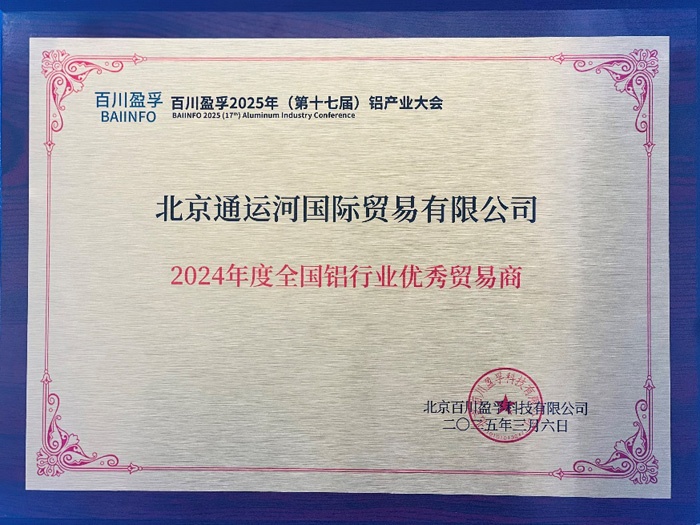 百川盈孚
BAIINFO
百川盈孚2025年（第十七届）铝产业大会
BAIINFO 2025 (17th) Aluminum Industry Conference
北京通运河国际贸易有限公司
2024年度全国铝行业优秀贸易商
北京百川盈孚科技有限公司
二〇二五年三月六日